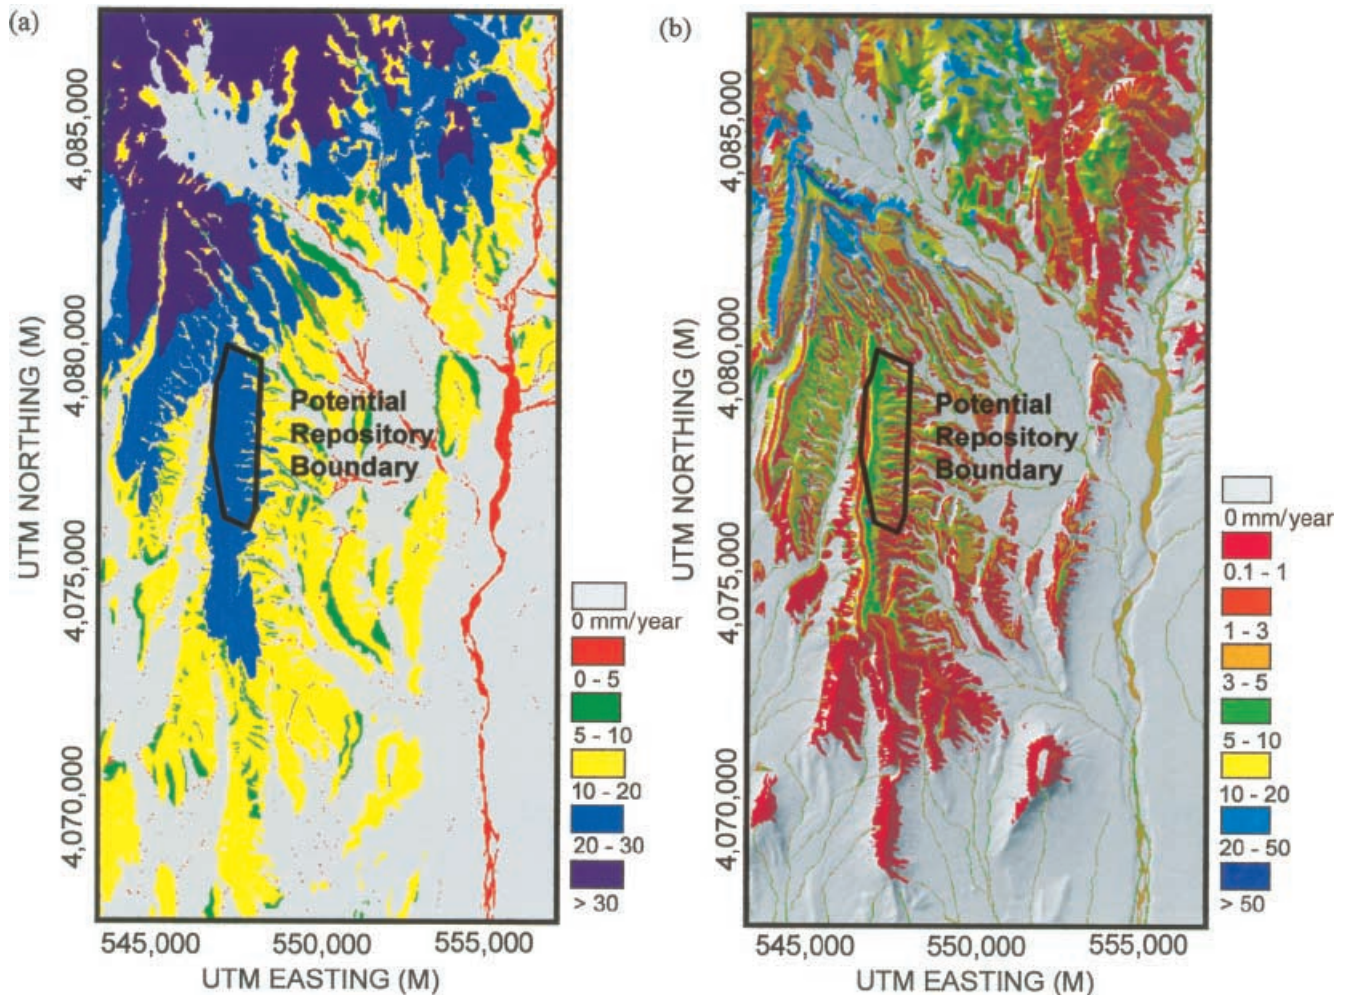 (a)
UTM NORTHING (M)
4,085,000
4,080,000
4,075,000
4,070,000
545,000
550,000
555,000
UTM EASTING (M)
Potential
Repository
Boundary
0 mm/year
0 - 5
5 - 10
10 - 20
20 - 30
> 30
(b)
UTM NORTHING (M)
4,085,000
4,080,000
4,075,000
4,070,000
545,000
550,000
555,000
UTM EASTING (M)
Potential
Repository
Boundary
0 mm/year
0.1 - 1
1 - 3
3 - 5
5 - 10
10 - 20
20 - 50
> 50